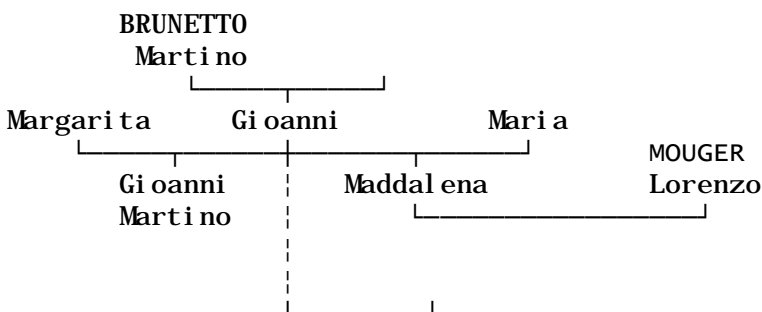 BRUNETTO
Martino
Margarita Gioanni Maria
MOUGER
Gioanni Maddalena Lorenzo
Martino